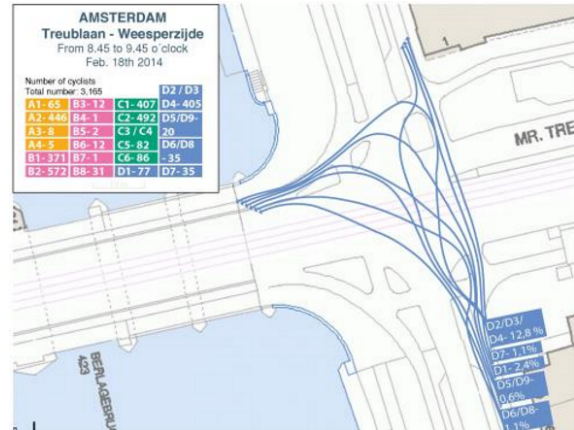 AMSTERDAM
Treublaan - Weesperzijde
From 8.45 to 9.45 o´clock
Feb. 18th 2014
Number of cyclists
Total number: 3,165
A1- 65 B3- 12 C1- 407 D2 / D3
A2- 446 B4- 1 C2- 492 D4- 405
A3- 8 B5- 2 C3 / C4 D5/D9-
A4- 5 B6- 12 C5- 82 20
B1- 371 B7- 1 C6- 86 D6/D8
B2- 572 B8- 31 D1- 77 - 35
D7- 35
1
MR. TRE
BERLAGEBRU
423
D2/D3/
D4- 12,8 %
D7- 1,1%
D1- 2,4%
D5/D9-
0,6%
D6/D8-
1,1%